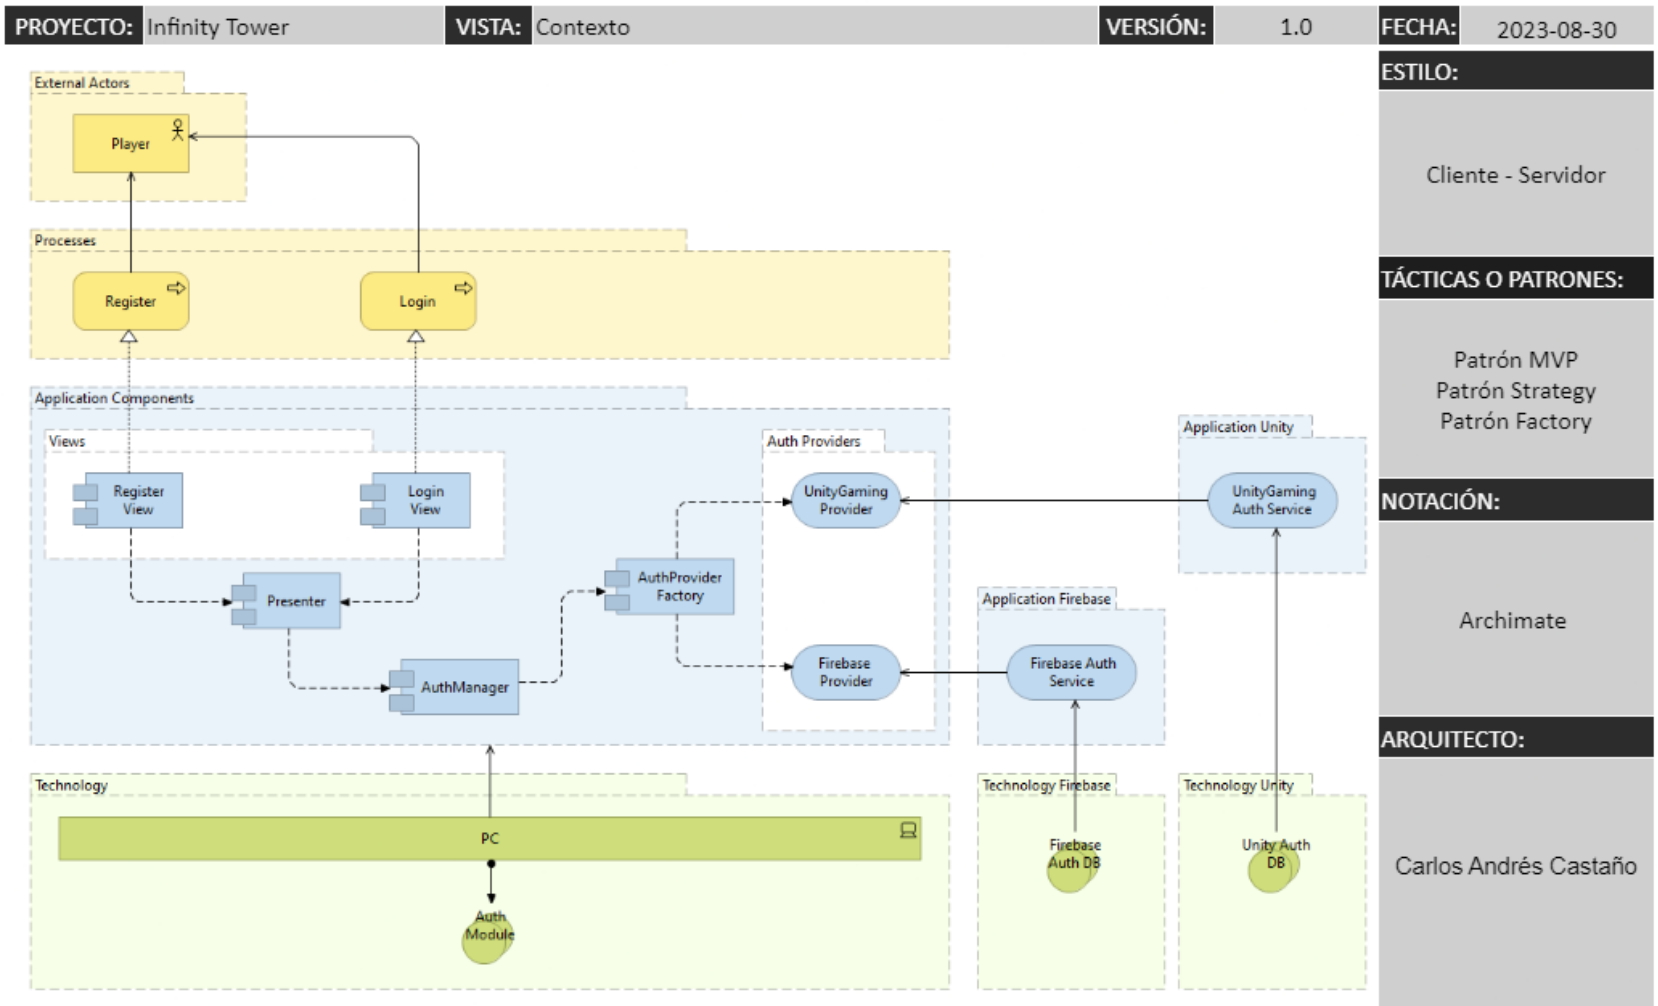 PROYECTO: Infinity Tower VISTA: Contexto VERSIÓN: 1.0 FECHA: 2023-08-30
ESTILO:
Cliente - Servidor
TÁCTICAS O PATRONES:
Patrón MVP
Patrón Strategy
Patrón Factory
NOTACIÓN:
Archimate
ARQUITECTO:
Carlos Andrés Castaño
External Actors
Player
Processes
Register
Login
Application Components
Views
Register
View
Login
View
Presenter
AuthManager
AuthProvider
Factory
Auth Providers
UnityGaming
Provider
Firebase
Provider
Application Unity
UnityGaming
Auth Service
Application Firebase
Firebase Auth
Service
Technology
PC
Auth
Module
Technology Firebase
Firebase
Auth DB
Technology Unity
Unity Auth
DB